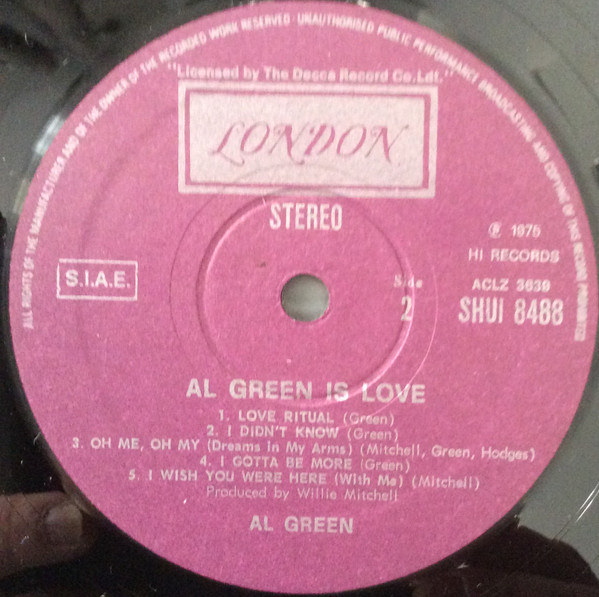 ALL RIGHTS OF THE MANUFACTURER AND OF THE OWNER OF THE RECORDED WORK RESERVED · UNAUTHORISED PUBLIC PERFORMANCE BROADCASTING AND COPYING OF THIS RECORD PROHIBITED
"Licensed by The Decca Record Co. Ldt."
LONDON
STEREO
℗ 1975
HI RECORDS
S.I.A.E.
Side
2
ACLZ 3639
SHUI 8488
AL GREEN IS LOVE
1. LOVE RITUAL (Green)
2. I DIDN'T KNOW (Green)
3. OH ME, OH MY (Dreams in My Arms) (Mitchell, Green, Hodges)
4. I GOTTA BE MORE (Green)
5. I WISH YOU WERE HERE (With Me) (Mitchell)
Produced by Willie Mitchell
AL GREEN